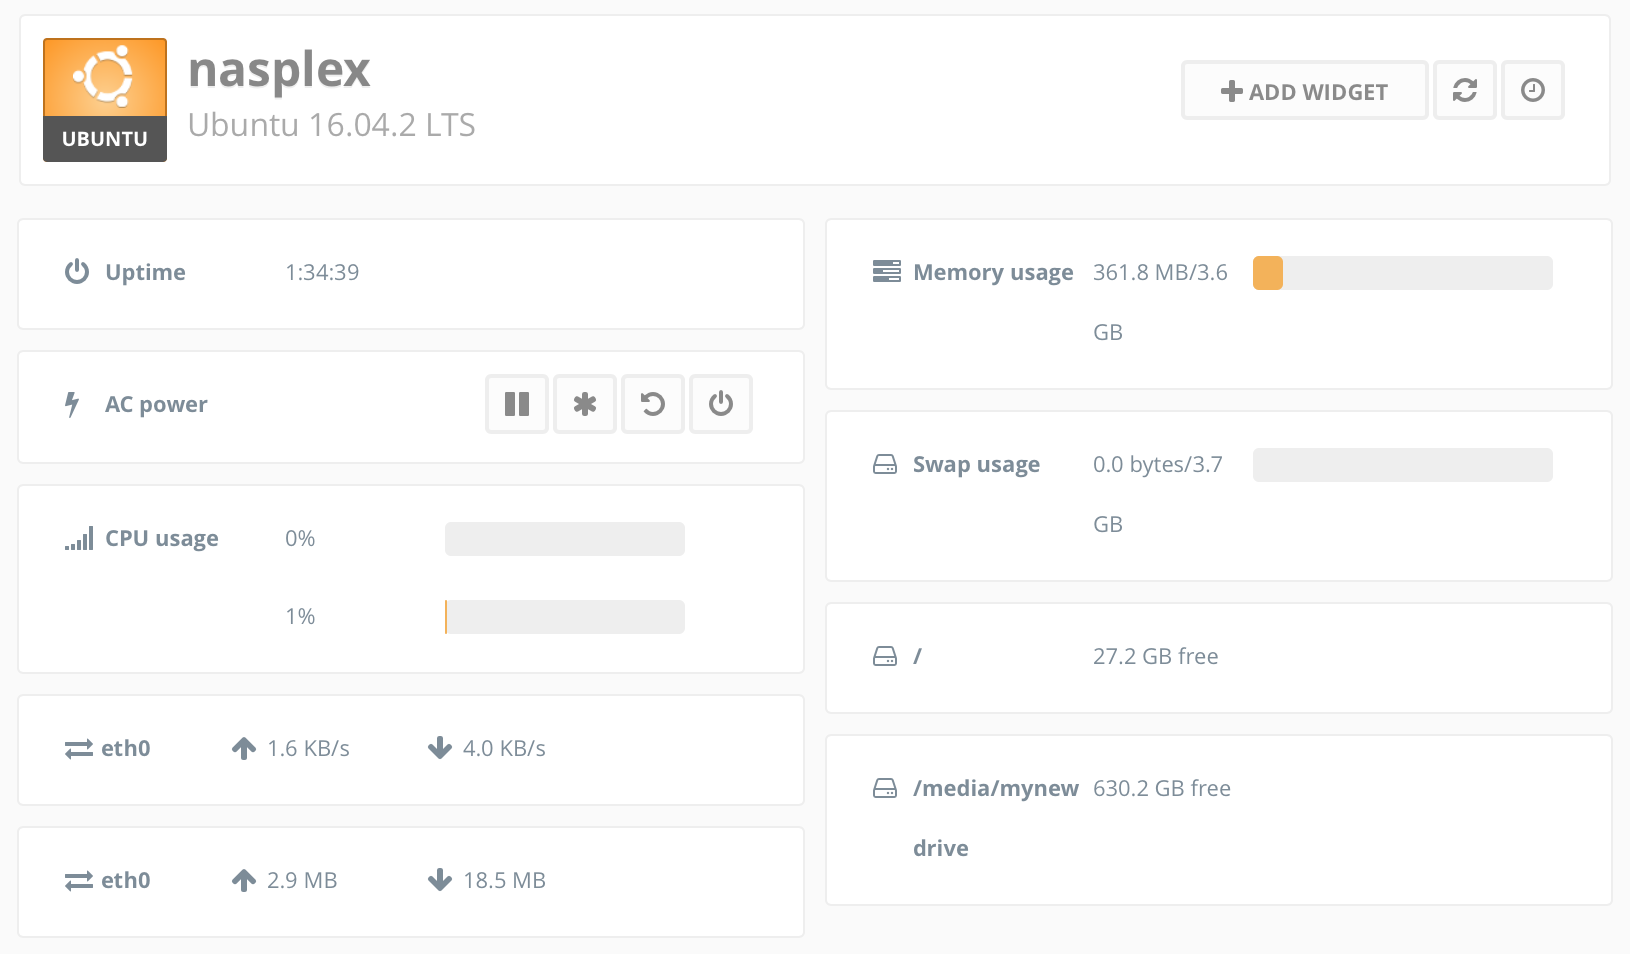 nasplex
Ubuntu 16.04.2 LTS
UBUNTU
ADD WIDGET
Uptime 1:34:39
AC power
CPU usage 0%
1%
eth0 1.6 KB/s 4.0 KB/s
eth0 2.9 MB 18.5 MB
Memory usage 361.8 MB/3.6
GB
Swap usage 0.0 bytes/3.7
GB
/ 27.2 GB free
/media/mynew 630.2 GB free
drive